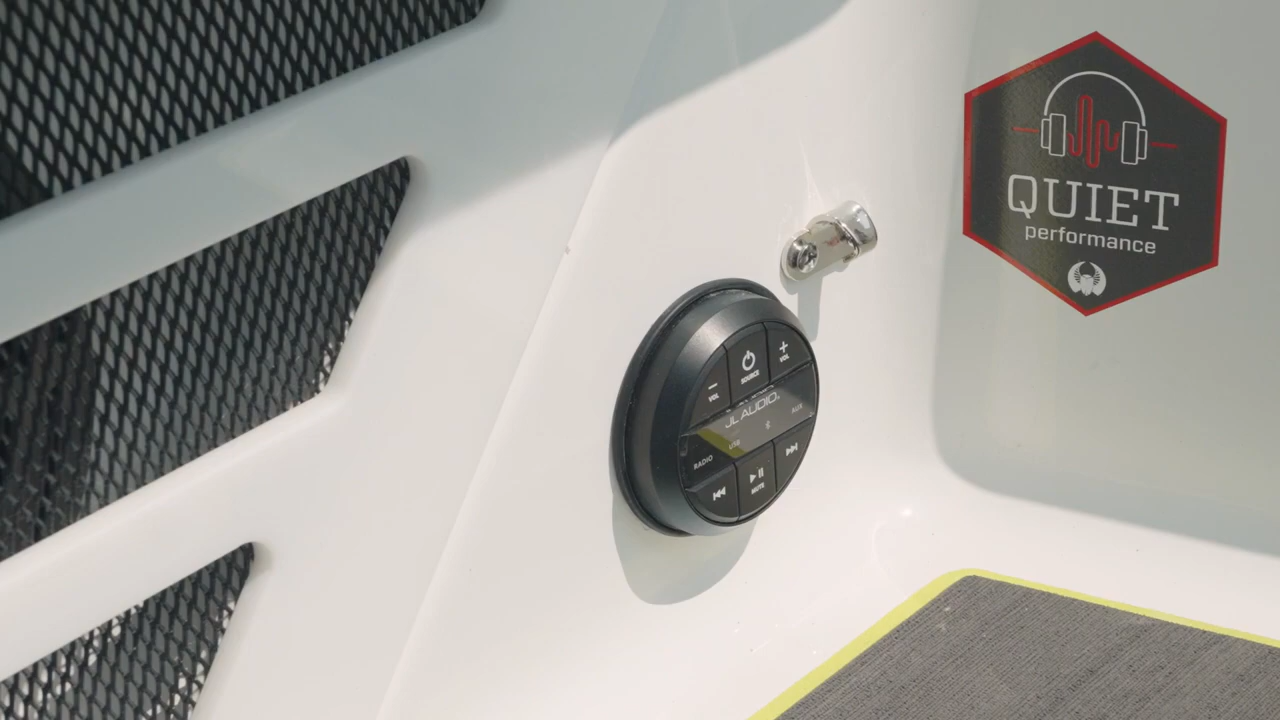 QUIET
performance
+
VOL
SOURCE
–
VOL
JL AUDIO
AUX
USB
RADIO
MUTE